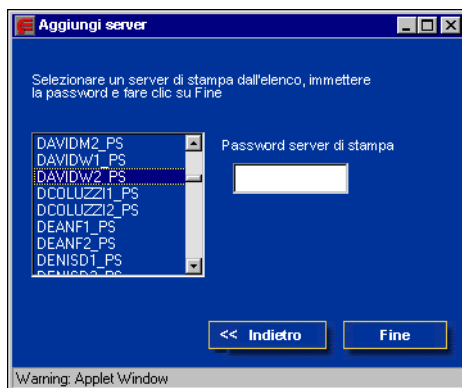 Aggiungi server
Selezionare un server di stampa dall'elenco, immettere
la password e fare clic su Fine
DAVIDM2_PS
DAVIDW1_PS
DAVIDW2_PS
DCOLUZZI1_PS
DCOLUZZI2_PS
DEANF1_PS
DEANF2_PS
DENISD1_PS
DENISD2_PS
Password server di stampa
<< Indietro
Fine
Warning: Applet Window